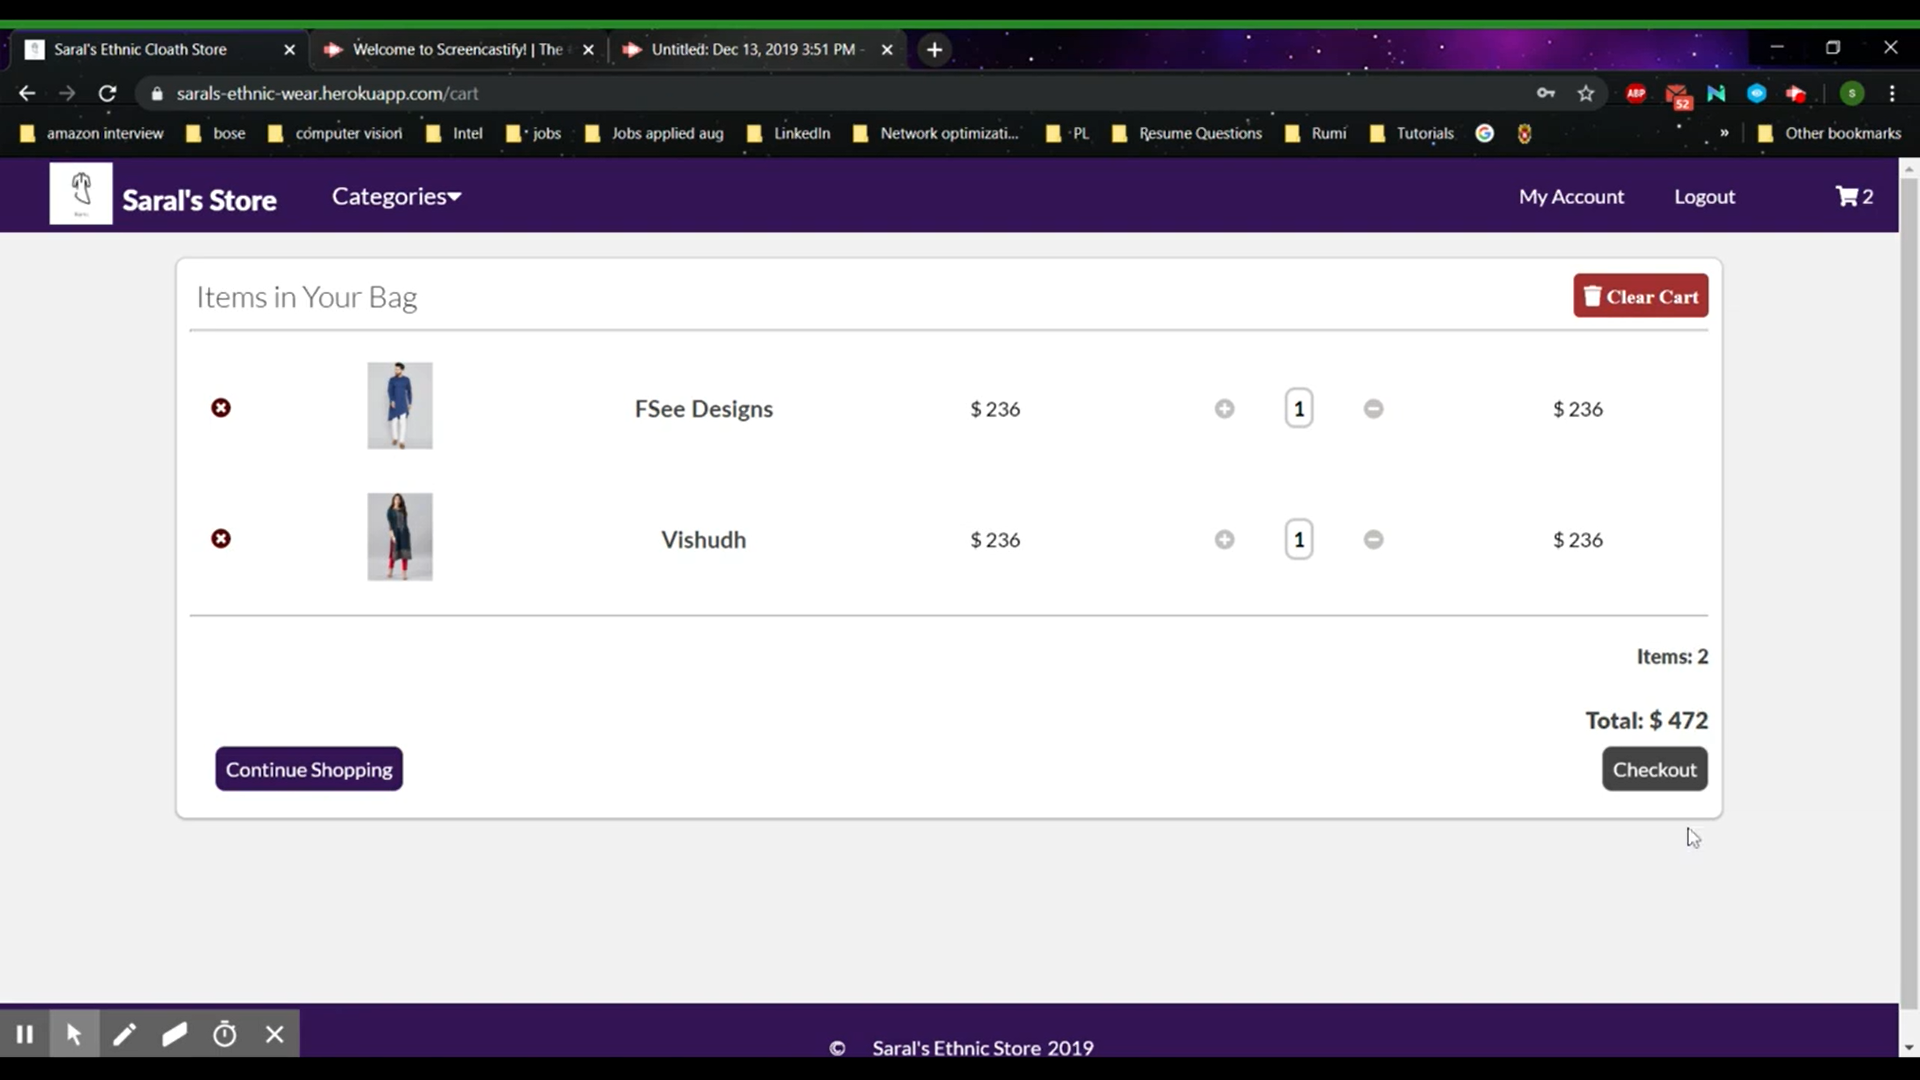 Saral's Ethnic Cloath Store
Welcome to Screencastify! | The
Untitled: Dec 13, 2019 3:51 PM -
sarals-ethnic-wear.herokuapp.com/cart
ABP
52
S
amazon interview
bose
computer vision
Intel
jobs
Jobs applied aug
LinkedIn
Network optimizati...
PL
Resume Questions
Rumi
Tutorials
»
Other bookmarks
Saral's Store
Categories
My Account
Logout
2
Items in Your Bag
Clear Cart
FSee Designs $ 236 1 $ 236
Vishudh $ 236 1 $ 236
Items: 2
Total: $ 472
Continue Shopping
Checkout
© Saral's Ethnic Store 2019